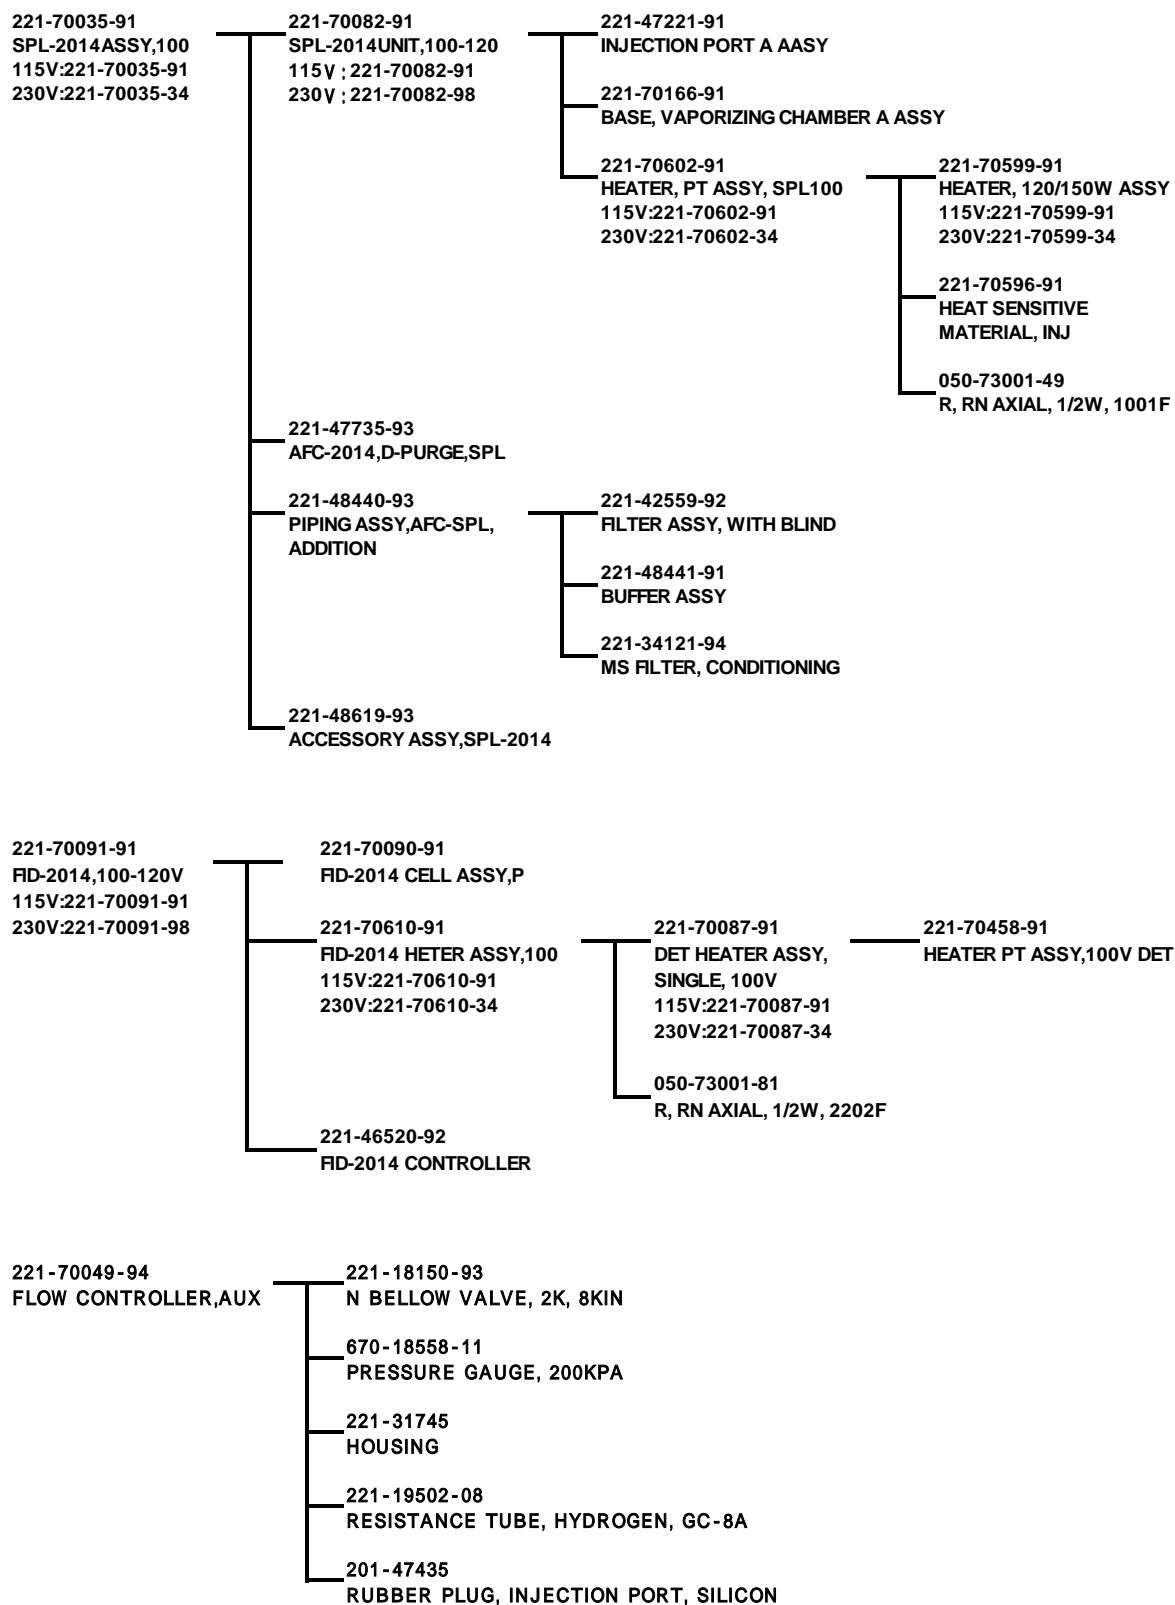 221-70035-91
SPL-2014ASSY,100
115V:221-70035-91
230V:221-70035-34
221-70082-91
SPL-2014UNIT,100-120
115V ; 221-70082-91
230V ; 221-70082-98
221-47221-91
INJECTION PORT A AASY
221-70166-91
BASE, VAPORIZING CHAMBER A ASSY
221-70602-91
HEATER, PT ASSY, SPL100
115V:221-70602-91
230V:221-70602-34
221-70599-91
HEATER, 120/150W ASSY
115V:221-70599-91
230V:221-70599-34
221-70596-91
HEAT SENSITIVE
MATERIAL, INJ
050-73001-49
R, RN AXIAL, 1/2W, 1001F
221-47735-93
AFC-2014,D-PURGE,SPL
221-48440-93
PIPING ASSY,AFC-SPL,
ADDITION
221-42559-92
FILTER ASSY, WITH BLIND
221-48441-91
BUFFER ASSY
221-34121-94
MS FILTER, CONDITIONING
221-48619-93
ACCESSORY ASSY,SPL-2014
221-70091-91
FID-2014,100-120V
115V:221-70091-91
230V:221-70091-98
221-70090-91
FID-2014 CELL ASSY,P
221-70610-91
FID-2014 HETER ASSY,100
115V:221-70610-91
230V:221-70610-34
221-70087-91
DET HEATER ASSY,
SINGLE, 100V
115V:221-70087-91
230V:221-70087-34
221-70458-91
HEATER PT ASSY,100V DET
050-73001-81
R, RN AXIAL, 1/2W, 2202F
221-46520-92
FID-2014 CONTROLLER
221-70049-94
FLOW CONTROLLER,AUX
221-18150-93
N BELLOW VALVE, 2K, 8KIN
670-18558-11
PRESSURE GAUGE, 200KPA
221-31745
HOUSING
221-19502-08
RESISTANCE TUBE, HYDROGEN, GC-8A
201-47435
RUBBER PLUG, INJECTION PORT, SILICON